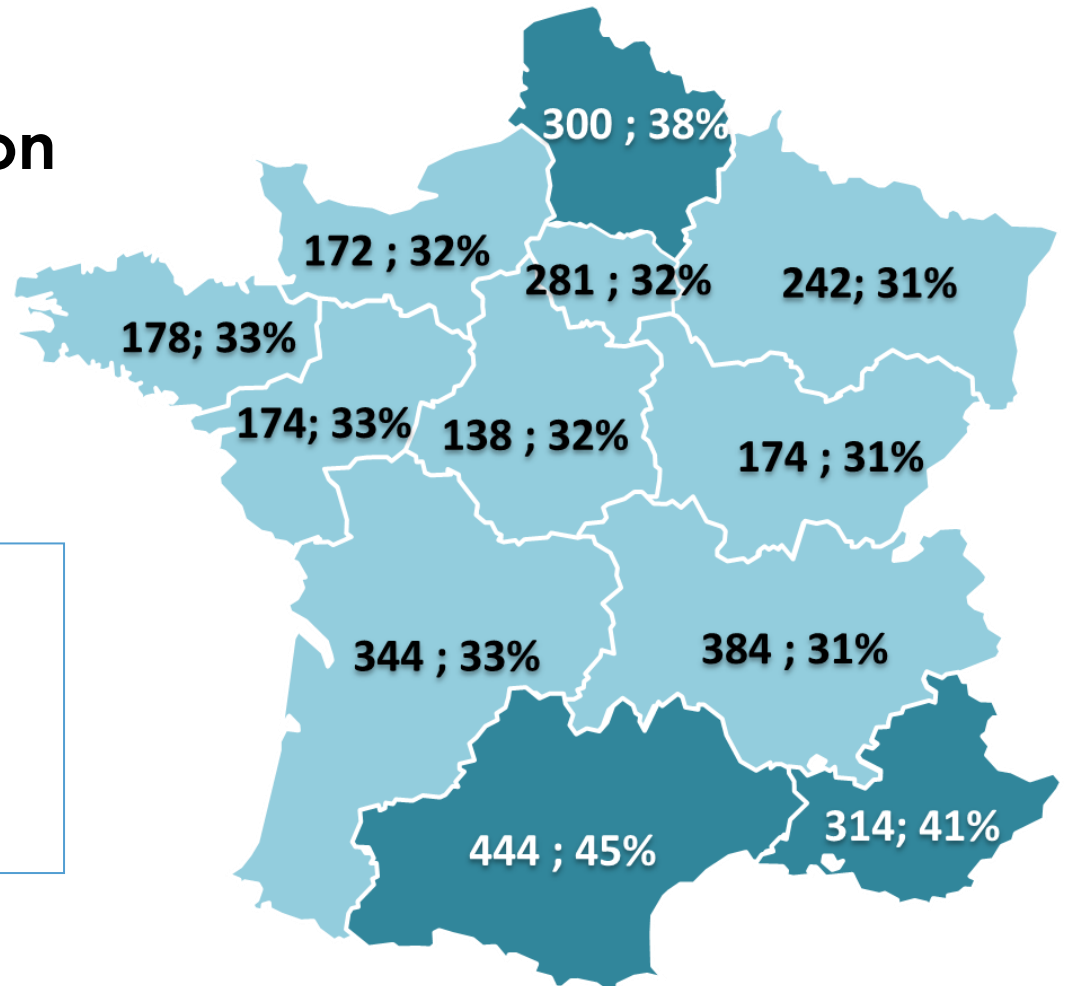 on
300 ; 38%
172 ; 32%
281 ; 32%
242; 31%
178; 33%
174; 33%
138 ; 32%
174 ; 31%
344 ; 33%
384 ; 31%
444 ; 45%
314; 41%